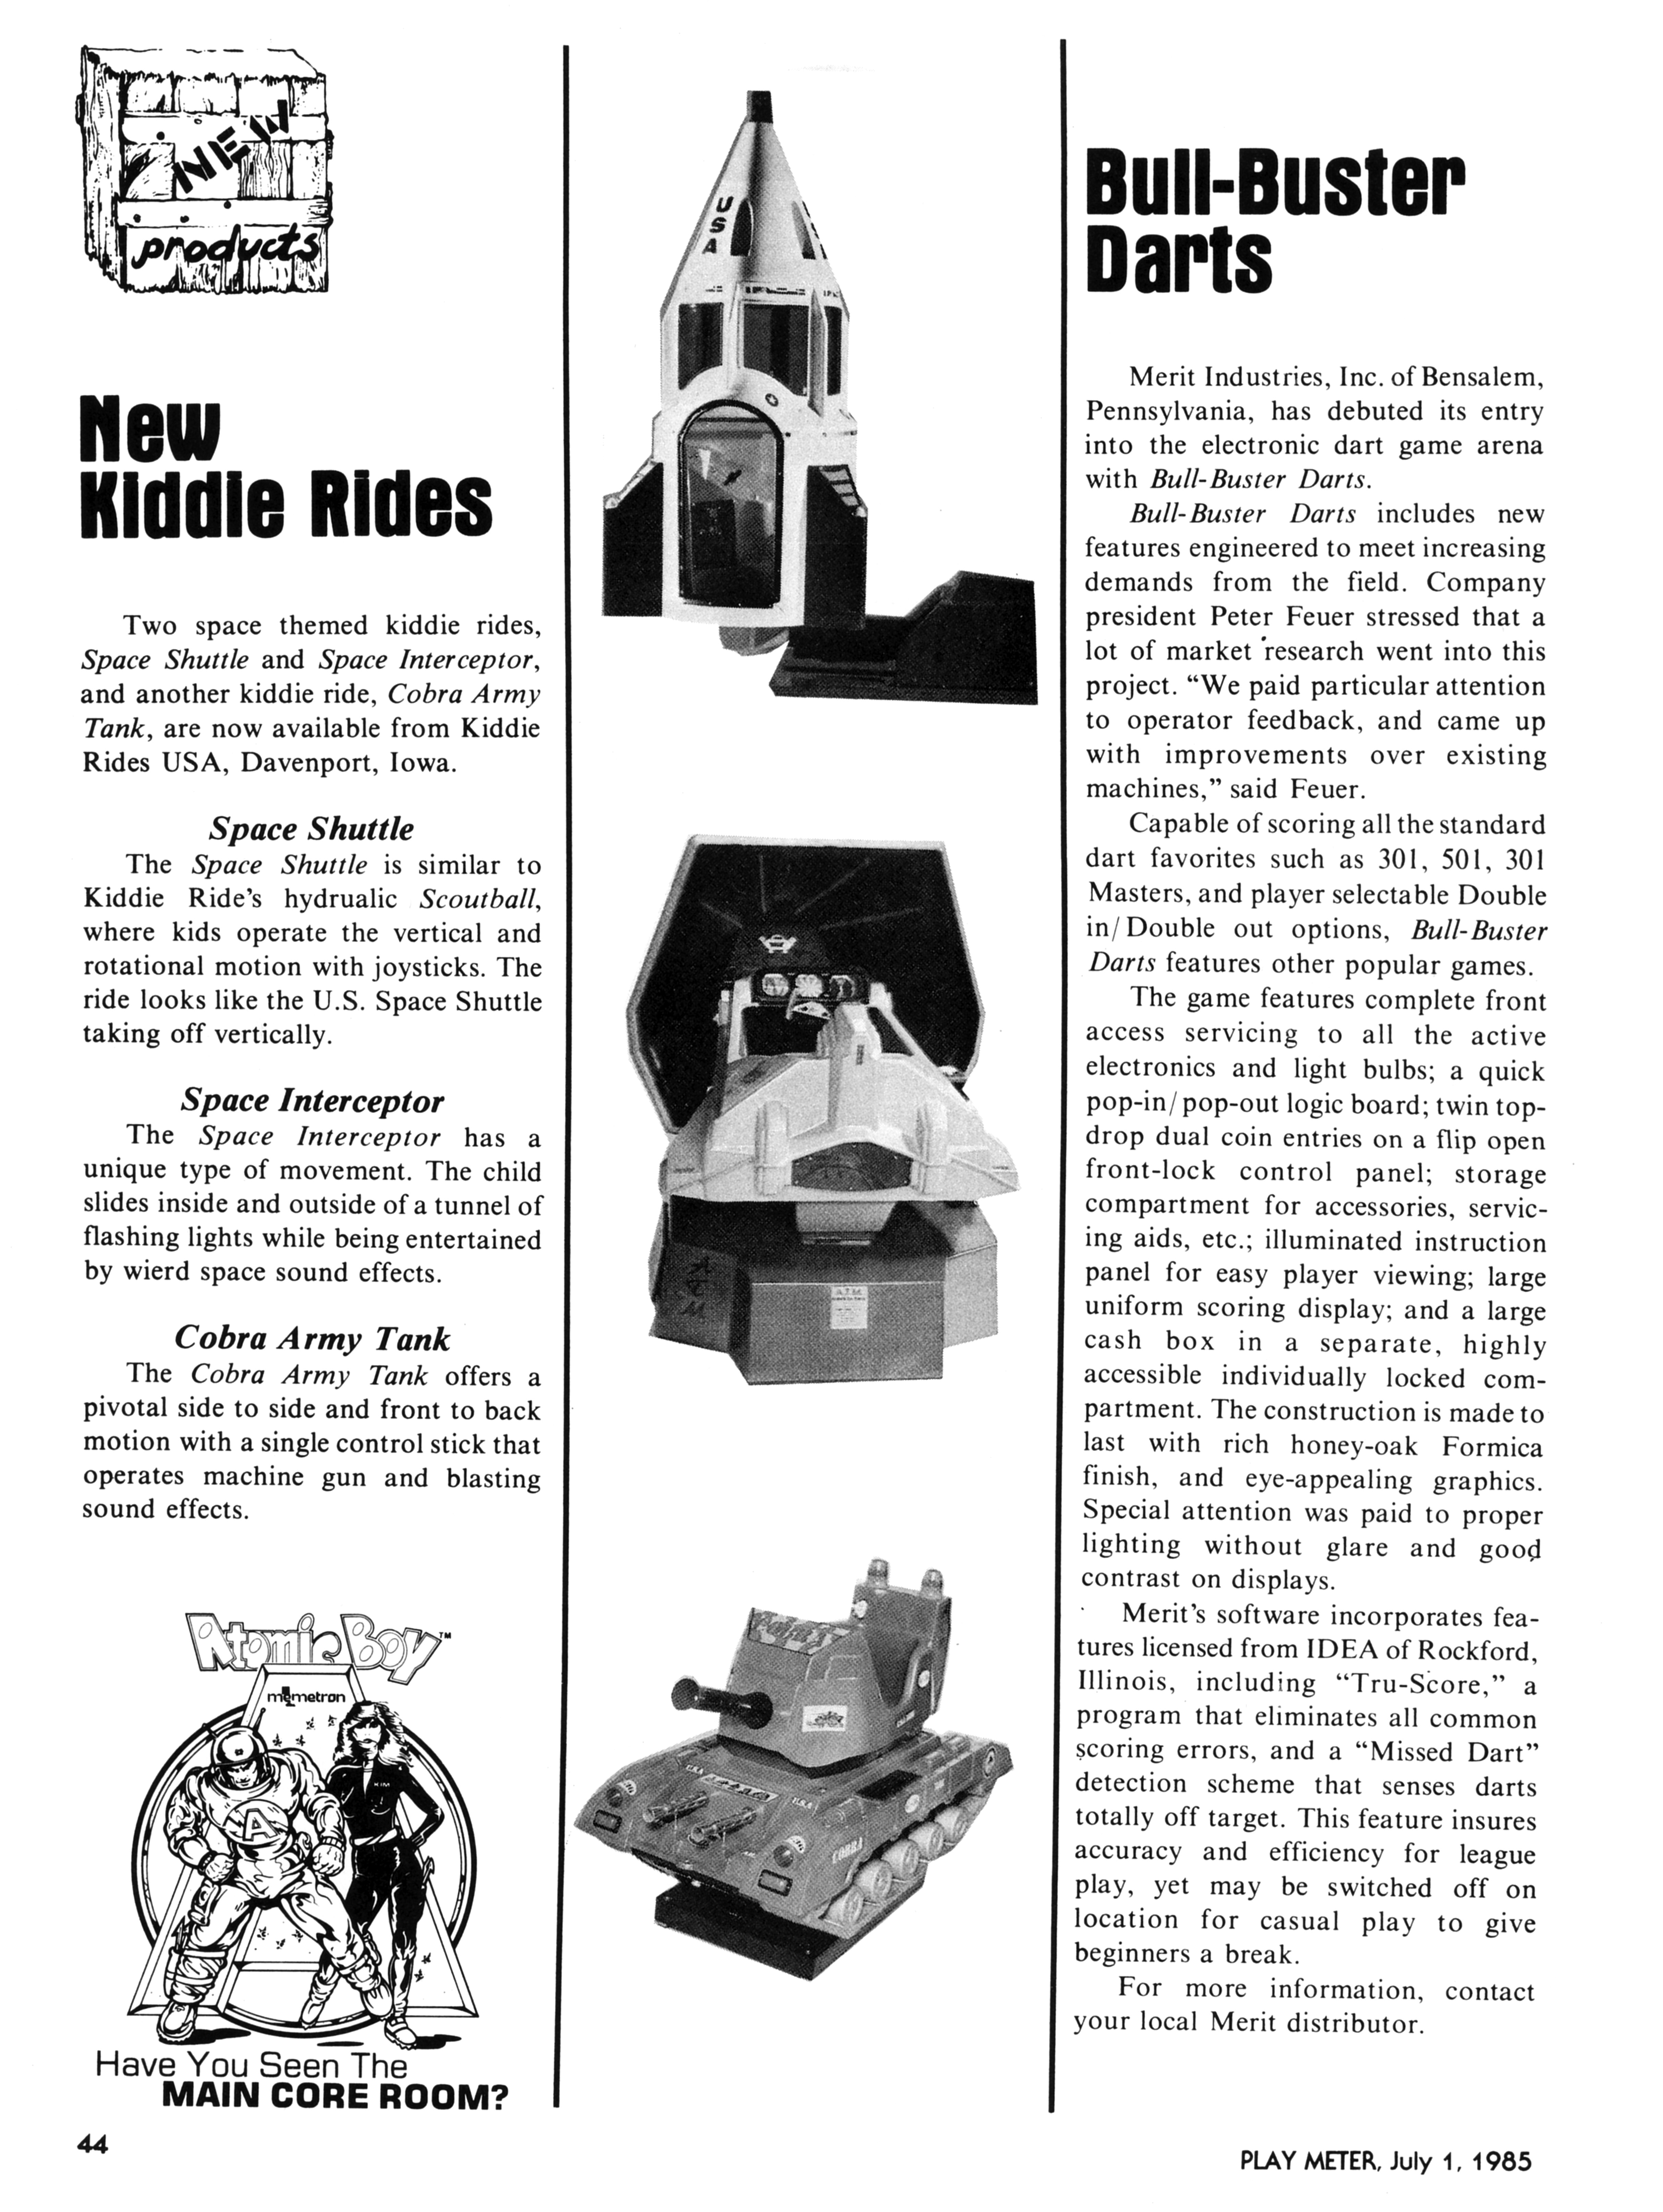 NEW
products
New
Kiddie Rides
Two space themed kiddie rides,
Space Shuttle and Space Interceptor,
and another kiddie ride, Cobra Army
Tank, are now available from Kiddie
Rides USA, Davenport, Iowa.
Space Shuttle
The Space Shuttle is similar to
Kiddie Ride's hydrualic Scoutball,
where kids operate the vertical and
rotational motion with joysticks. The
ride looks like the U.S. Space Shuttle
taking off vertically.
Space Interceptor
The Space Interceptor has a
unique type of movement. The child
slides inside and outside of a tunnel of
flashing lights while being entertained
by wierd space sound effects.
Cobra Army Tank
The Cobra Army Tank offers a
pivotal side to side and front to back
motion with a single control stick that
operates machine gun and blasting
sound effects.
Atomic Boy™
memetron
KIM
A
Have You Seen The
MAIN CORE ROOM?
USA
ATM
A.T.M.
U.S.A
COBRA
Bull-Buster
Darts
Merit Industries, Inc. of Bensalem,
Pennsylvania, has debuted its entry
into the electronic dart game arena
with Bull-Buster Darts.
Bull-Buster Darts includes new
features engineered to meet increasing
demands from the field. Company
president Peter Feuer stressed that a
lot of market research went into this
project. “We paid particular attention
to operator feedback, and came up
with improvements over existing
machines,” said Feuer.
Capable of scoring all the standard
dart favorites such as 301, 501, 301
Masters, and player selectable Double
in/Double out options, Bull-Buster
Darts features other popular games.
The game features complete front
access servicing to all the active
electronics and light bulbs; a quick
pop-in/pop-out logic board; twin top-
drop dual coin entries on a flip open
front-lock control panel; storage
compartment for accessories, servic-
ing aids, etc.; illuminated instruction
panel for easy player viewing; large
uniform scoring display; and a large
cash box in a separate, highly
accessible individually locked com-
partment. The construction is made to
last with rich honey-oak Formica
finish, and eye-appealing graphics.
Special attention was paid to proper
lighting without glare and good
contrast on displays.
Merit's software incorporates fea-
tures licensed from IDEA of Rockford,
Illinois, including “Tru-Score,” a
program that eliminates all common
scoring errors, and a “Missed Dart”
detection scheme that senses darts
totally off target. This feature insures
accuracy and efficiency for league
play, yet may be switched off on
location for casual play to give
beginners a break.
For more information, contact
your local Merit distributor.
44
PLAY METER, July 1, 1985